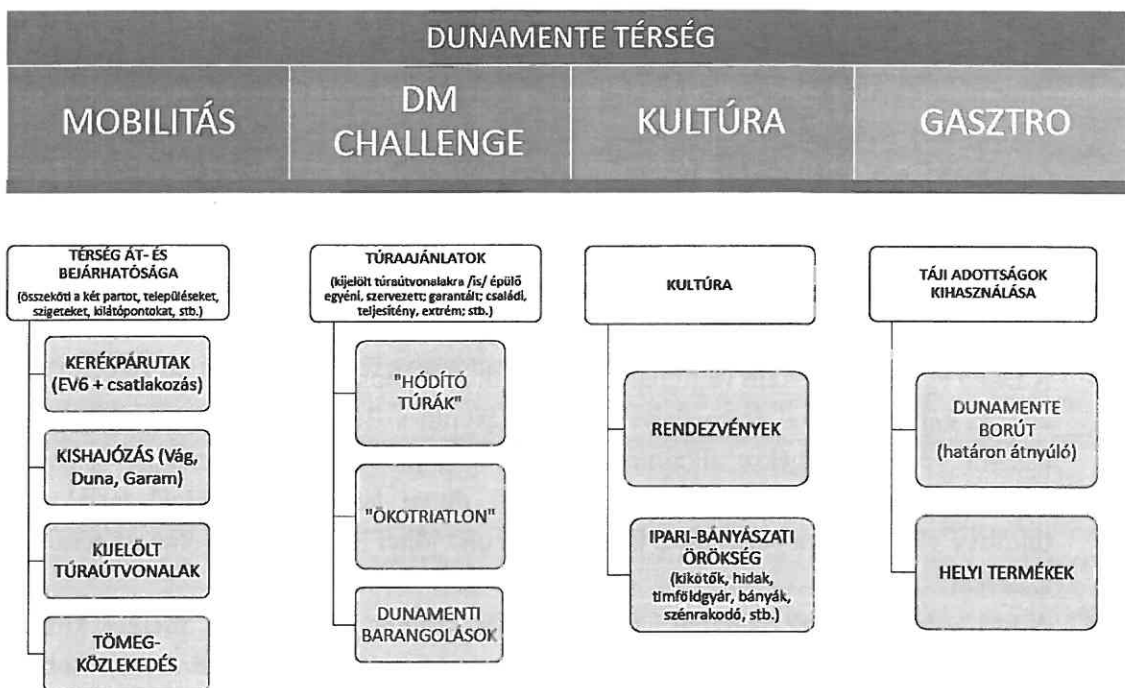 DUNAMENTE TÉRSÉG
MOBILITÁS
DM
CHALLENGE
KULTÚRA
GASZTRO
TÉRSÉG ÁT- ÉS
BEJÁRHATÓSÁGA
(összeköti a két partot, településeket,
szigeteket, kilátópontokat, stb.)
KERÉKPÁRUTAK
(EV6 + csatlakozás)
KISHAJÓZÁS (Vág,
Duna, Garam)
KIJELÖLT
TÚRAÚTVONALAK
TÖMEG-
KÖZLEKEDÉS
TÚRAAJÁNLATOK
(kijelölt túraútvonalakra /is/ épülő
egyéni, szervezett; garantált; családi,
teljesítény, extrém; stb.)
"HÓDÍTÓ
TÚRÁK"
"ÖKOTRIATLON"
DUNAMENTI
BARANGOLÁSOK
KULTÚRA
RENDEZVÉNYEK
IPARI-BÁNYÁSZATI
ÖRÖKSÉG
(kikötők, hidak,
timföldgyár, bányák,
szénrakodó, stb.)
TÁJI ADOTTSÁGOK
KIHASZNÁLÁSA
DUNAMENTE
BORÚT
(határon átnyúló)
HELYI TERMÉKEK